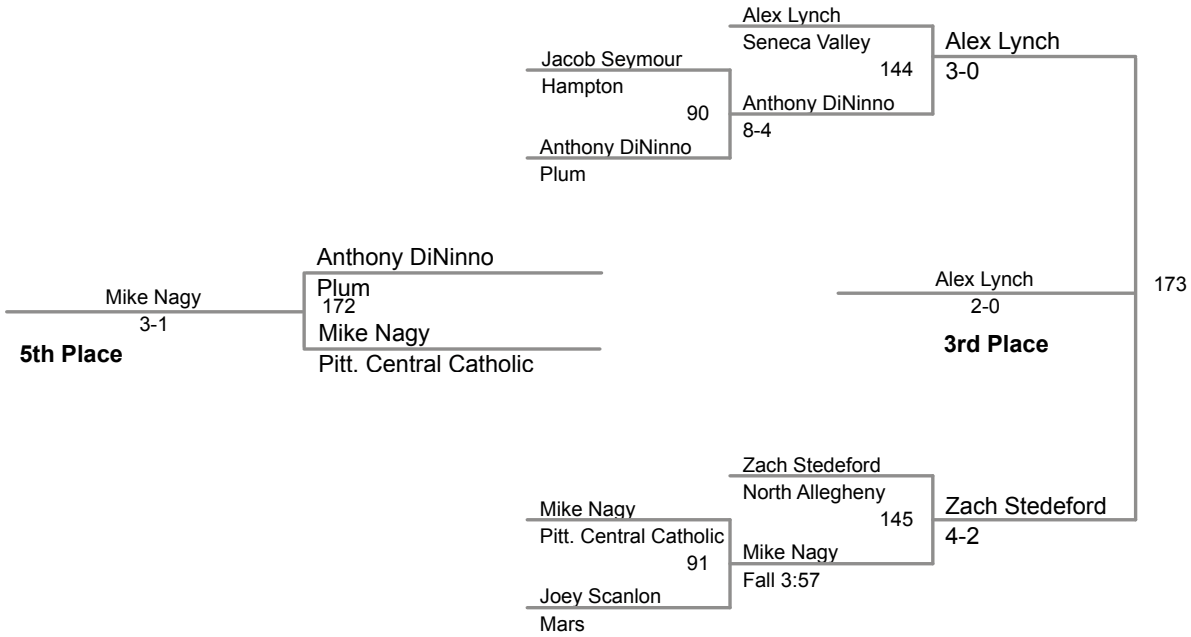 Alex Lynch
Seneca Valley
144
Alex Lynch
3-0
Jacob Seymour
Hampton
90
Anthony DiNinno
8-4
Anthony DiNinno
Plum
Anthony DiNinno
Plum
172
Mike Nagy
3-1
5th Place
Mike Nagy
Pitt. Central Catholic
Alex Lynch
2-0
3rd Place
173
Zach Stedeford
North Allegheny
145
Zach Stedeford
4-2
Mike Nagy
Pitt. Central Catholic
91
Mike Nagy
Fall 3:57
Joey Scanlon
Mars